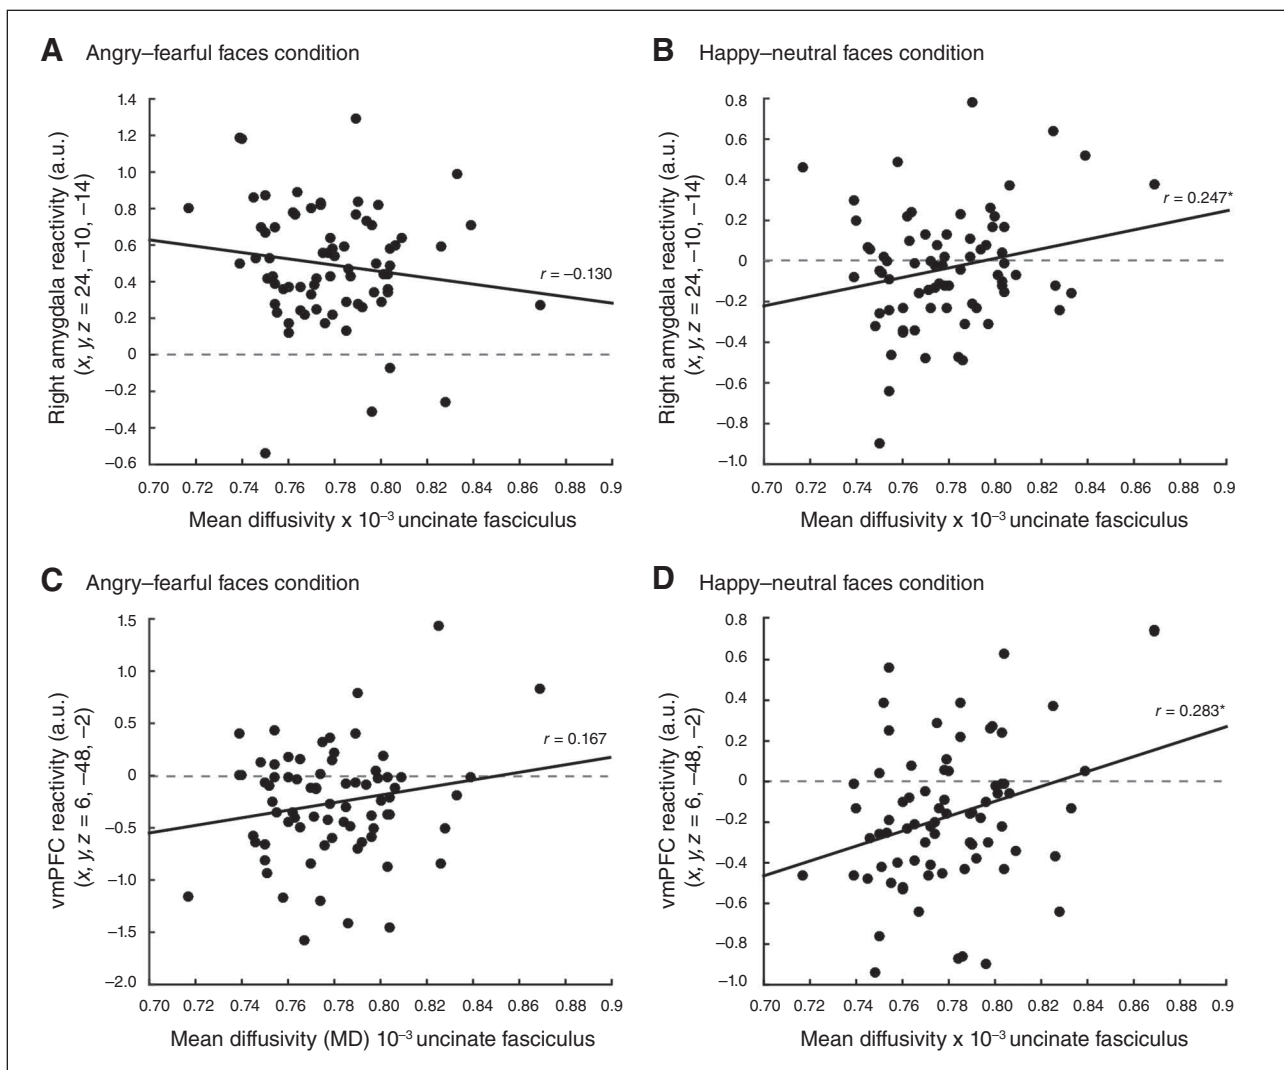 A Angry–fearful faces condition
Right amygdala reactivity (a.u.)
(x, y, z = 24, –10, –14)
1.4
1.2
1.0
0.8
0.6
0.4
0.2
0
–0.2
–0.4
–0.6
r = –0.130
0.70 0.72 0.74 0.76 0.78 0.80 0.82 0.84 0.86 0.88 0.9
Mean diffusivity x 10⁻³ uncinate fasciculus
B Happy–neutral faces condition
Right amygdala reactivity (a.u.)
(x, y, z = 24, –10, –14)
0.8
0.6
0.4
0.2
0
–0.2
–0.4
–0.6
–0.8
–1.0
r = 0.247*
0.70 0.72 0.74 0.76 0.78 0.80 0.82 0.84 0.86 0.88 0.9
Mean diffusivity x 10⁻³ uncinate fasciculus
C Angry–fearful faces condition
vmPFC reactivity (a.u.)
(x, y, z = 6, –48, –2)
1.5
1.0
0.5
0
–0.5
–1.0
–1.5
–2.0
r = 0.167
0.70 0.72 0.74 0.76 0.78 0.80 0.82 0.84 0.86 0.88 0.9
Mean diffusivity (MD) 10⁻³ uncinate fasciculus
D Happy–neutral faces condition
vmPFC reactivity (a.u.)
(x, y, z = 6, –48, –2)
0.8
0.6
0.4
0.2
0
–0.2
–0.4
–0.6
–0.8
–1.0
r = 0.283*
0.70 0.72 0.74 0.76 0.78 0.80 0.82 0.84 0.86 0.88 0.9
Mean diffusivity x 10⁻³ uncinate fasciculus